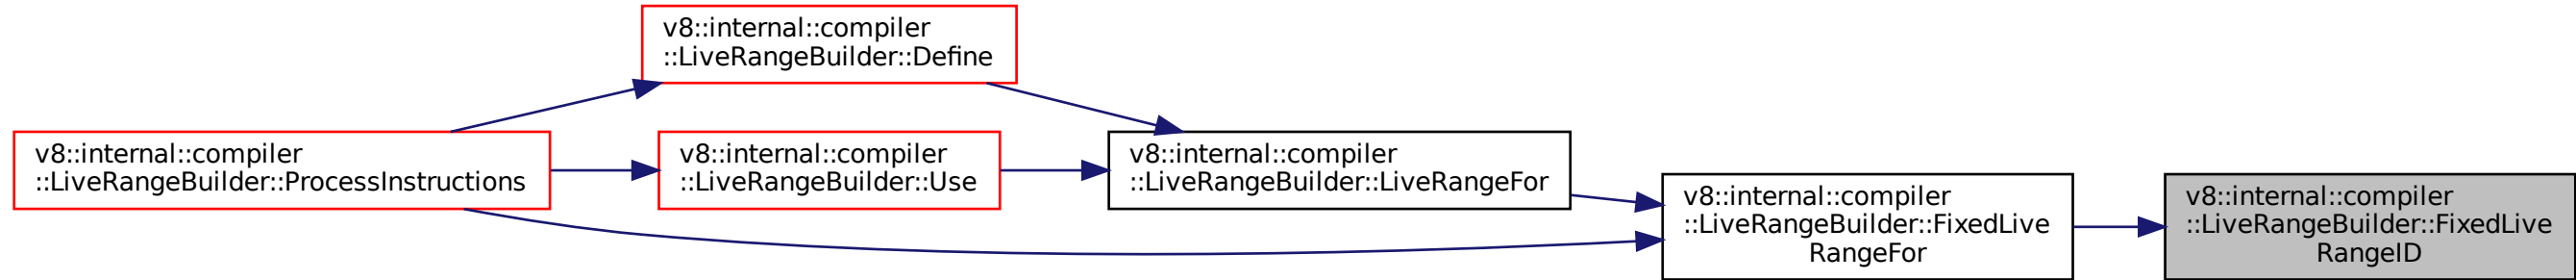 v8::internal::compiler
::LiveRangeBuilder::Define
v8::internal::compiler
::LiveRangeBuilder::ProcessInstructions
v8::internal::compiler
::LiveRangeBuilder::Use
v8::internal::compiler
::LiveRangeBuilder::LiveRangeFor
v8::internal::compiler
::LiveRangeBuilder::FixedLive
RangeFor
v8::internal::compiler
::LiveRangeBuilder::FixedLive
RangeID